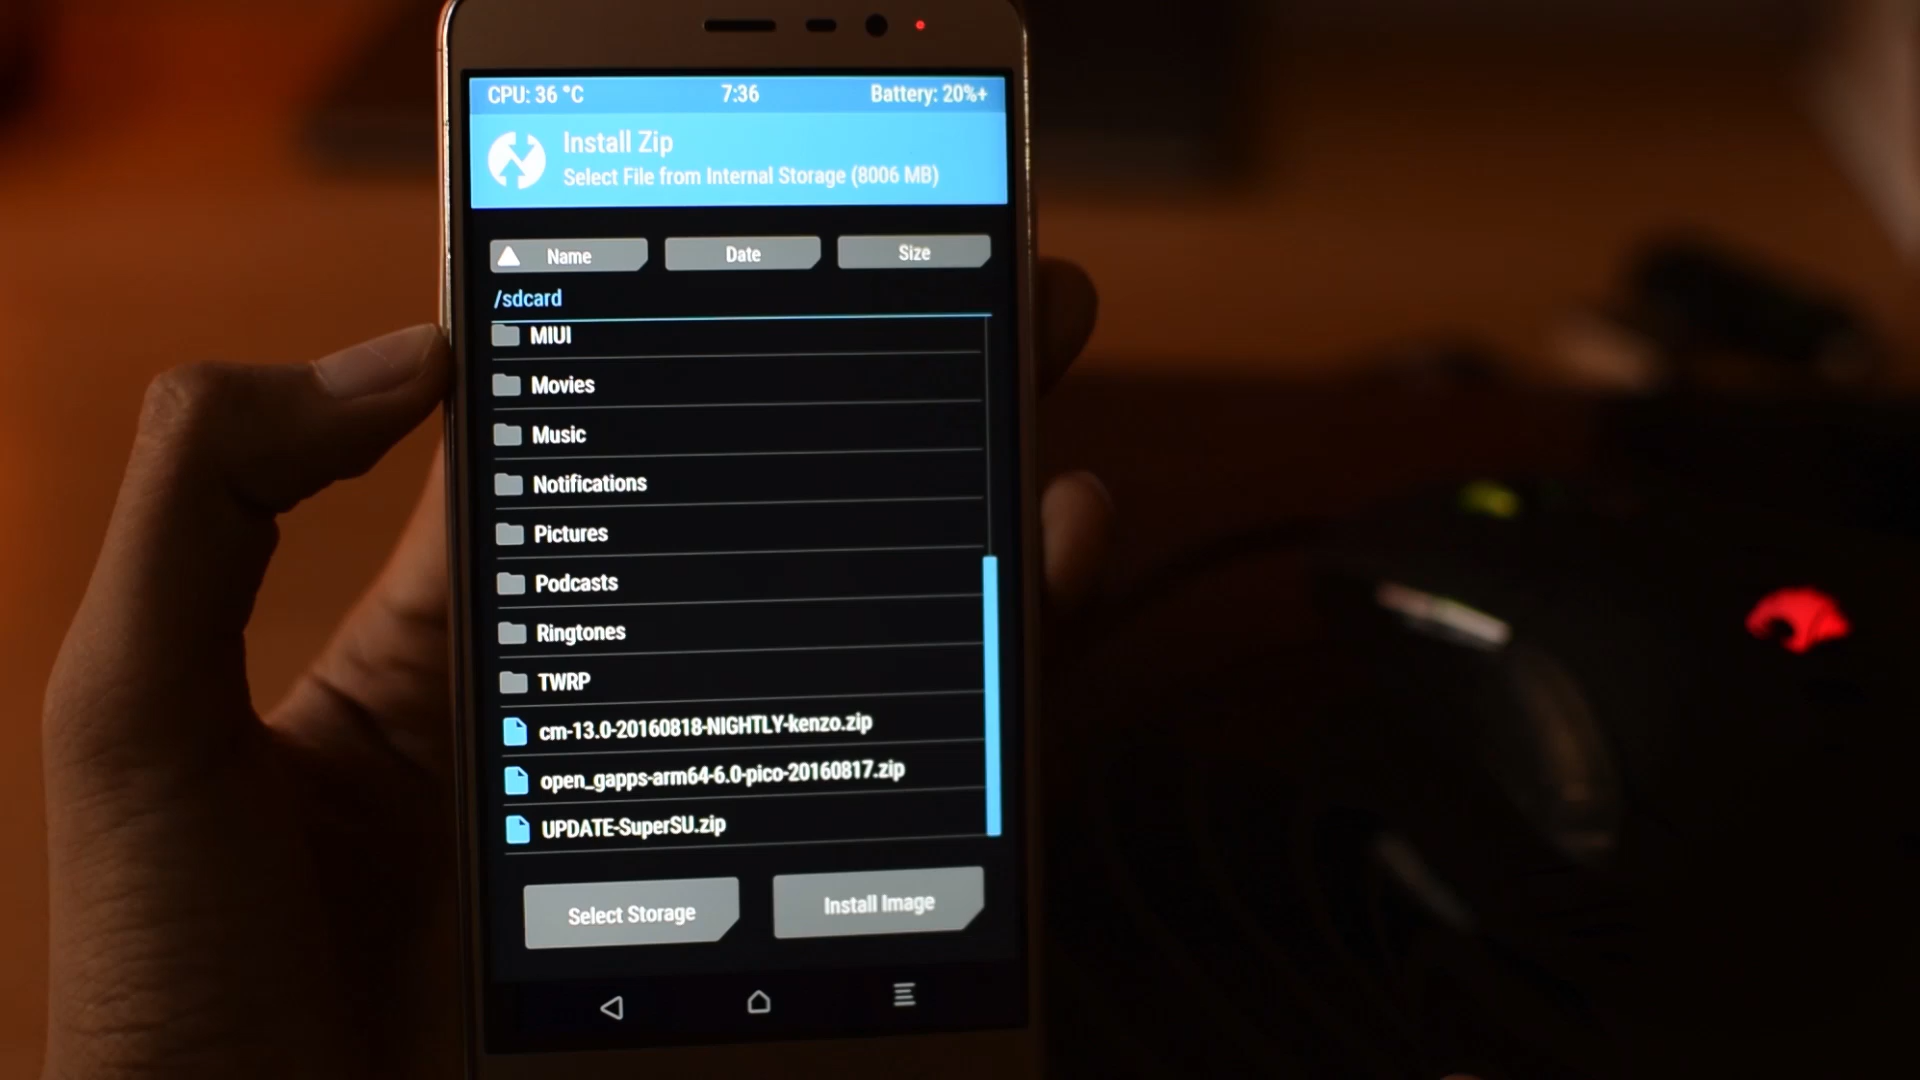 CPU: 36 °C 7:36 Battery: 20%+
Install Zip
Select File from Internal Storage (8006 MB)
Name Date Size
/sdcard
MIUI
Movies
Music
Notifications
Pictures
Podcasts
Ringtones
TWRP
cm-13.0-20160818-NIGHTLY-kenzo.zip
open_gapps-arm64-6.0-pico-20160817.zip
UPDATE-SuperSU.zip
Select Storage Install Image